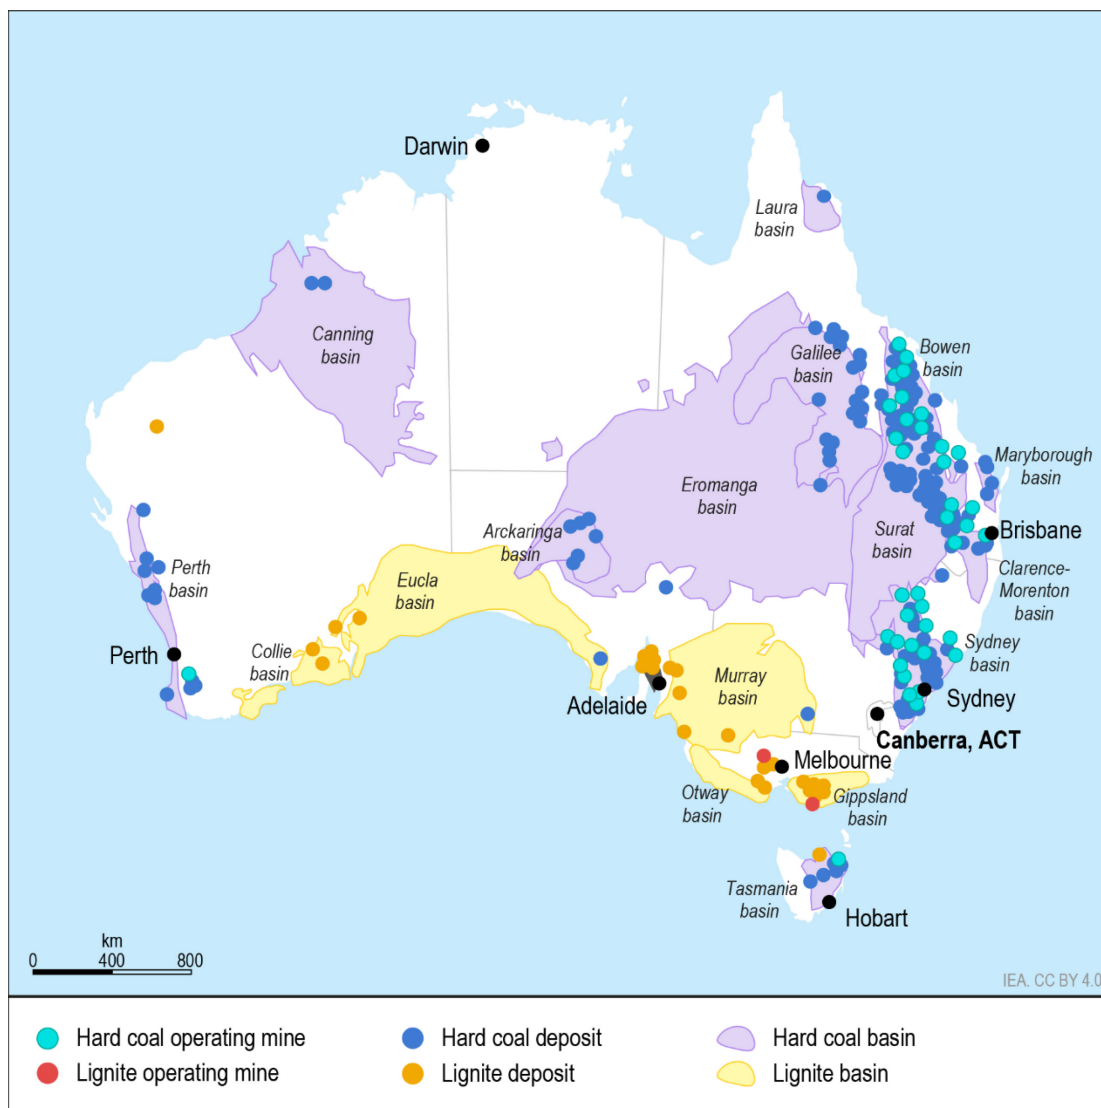 Darwin
Laura
basin
Canning
basin
Galilee
basin
Bowen
basin
Maryborough
basin
Eromanga
basin
Arckaringa
basin
Surat
basin
Brisbane
Clarence-
Morenton
basin
Perth
basin
Eucla
basin
Collie
basin
Perth
Sydney
basin
Murray
basin
Adelaide
Sydney
Canberra, ACT
Melbourne
Otway
basin
Gippsland
basin
Tasmania
basin
Hobart
km
0 400 800
IEA. CC BY 4.0
Hard coal operating mine
Hard coal deposit
Hard coal basin
Lignite operating mine
Lignite deposit
Lignite basin